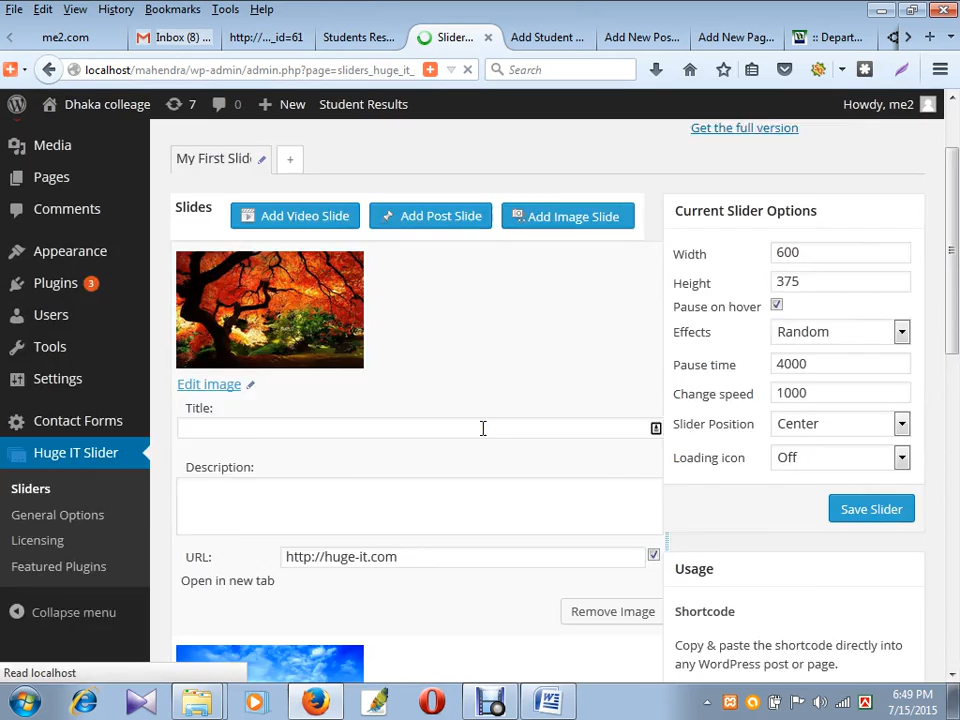 File Edit View History Bookmarks Tools Help
me2.com Inbox (8) ... http://..._id=61 Students Res... Slider... Add Student ... Add New Pos... Add New Pag... :: Depart...
localhost/mahendra/wp-admin/admin.php?page=sliders_huge_it_ Search
Dhaka colleage 7 0 New Student Results Howdy, me2
Get the full version
Media
Pages
Comments
Appearance
Plugins 3
Users
Tools
Settings
Contact Forms
Huge IT Slider
Sliders
General Options
Licensing
Featured Plugins
Collapse menu
My First Slid +
Slides Add Video Slide Add Post Slide Add Image Slide
Edit image
Title:
Description:
URL: http://huge-it.com
Open in new tab
Remove Image
Current Slider Options
Width 600
Height 375
Pause on hover
Effects Random
Pause time 4000
Change speed 1000
Slider Position Center
Loading icon Off
Save Slider
Usage
Shortcode
Copy & paste the shortcode directly into
any WordPress post or page.
Read localhost
6:49 PM
7/15/2015